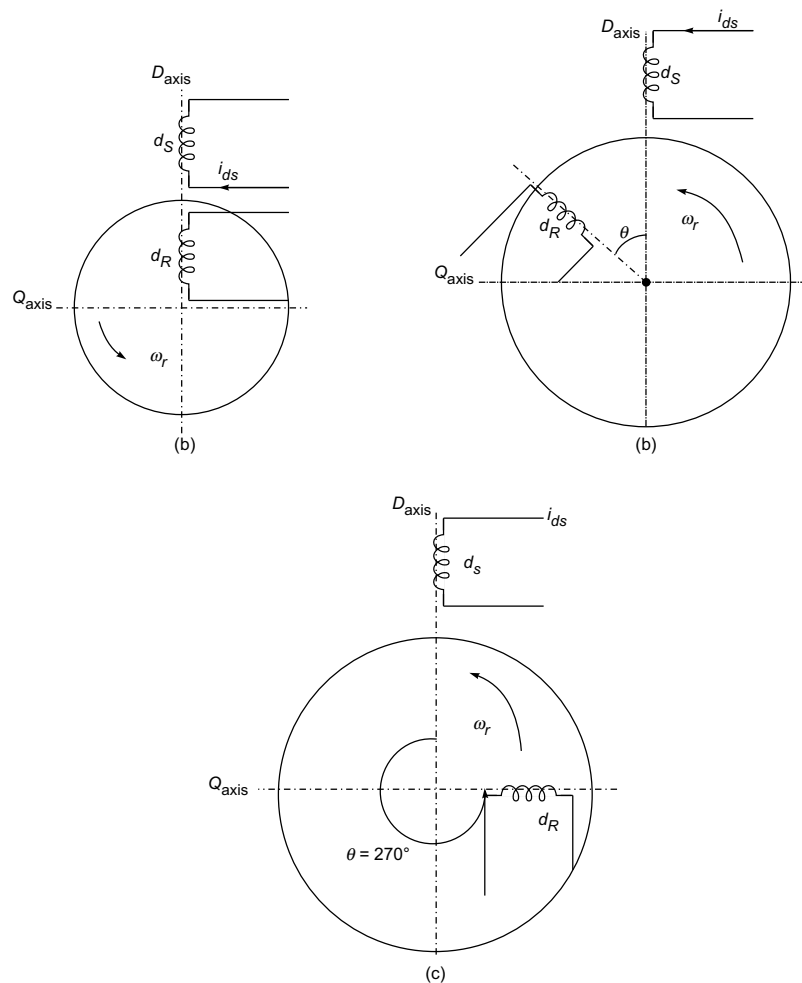 D_axis
d_S
i_ds
d_R
Q_axis
ω_r
(b)
D_axis
i_ds
d_S
d_R
θ
ω_r
Q_axis
(b)
D_axis
i_ds
d_s
ω_r
Q_axis
d_R
θ = 270°
(c)